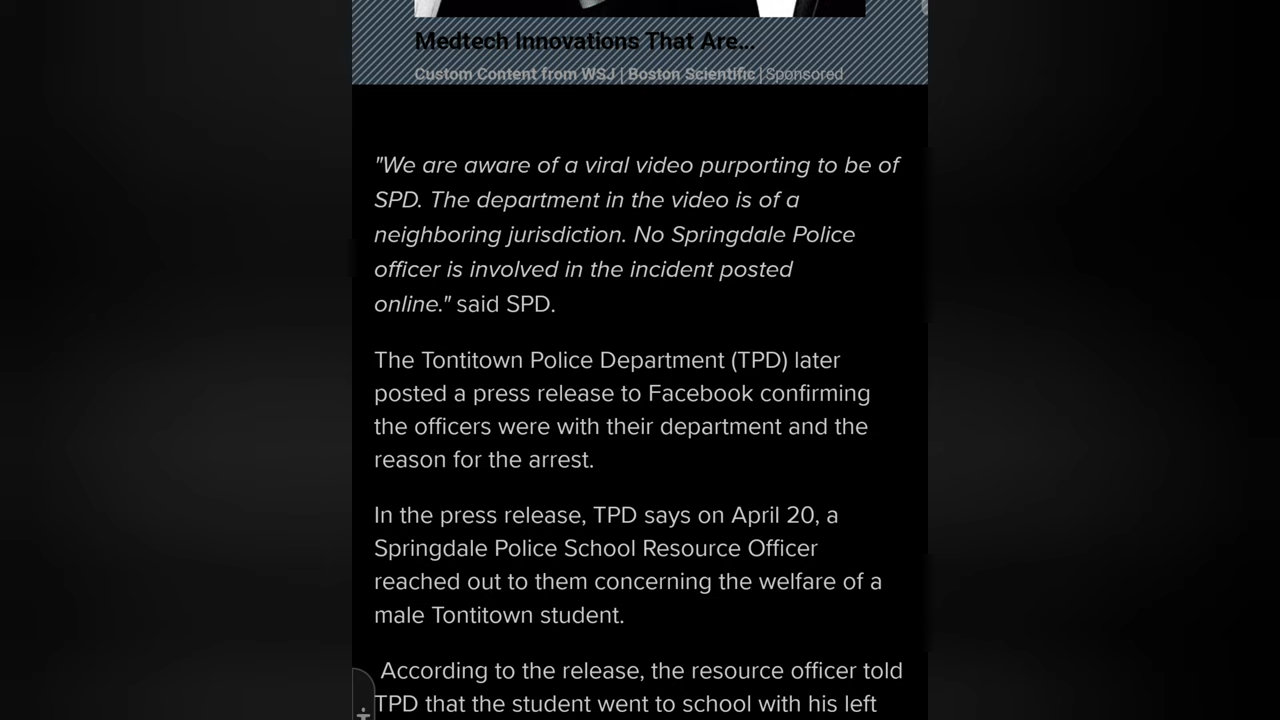 Medtech Innovations That Are...
Custom Content from WSJ | Boston Scientific | Sponsored
"We are aware of a viral video purporting to be of
SPD. The department in the video is of a
neighboring jurisdiction. No Springdale Police
officer is involved in the incident posted
online." said SPD.
The Tontitown Police Department (TPD) later
posted a press release to Facebook confirming
the officers were with their department and the
reason for the arrest.
In the press release, TPD says on April 20, a
Springdale Police School Resource Officer
reached out to them concerning the welfare of a
male Tontitown student.
According to the release, the resource officer told
TPD that the student went to school with his left